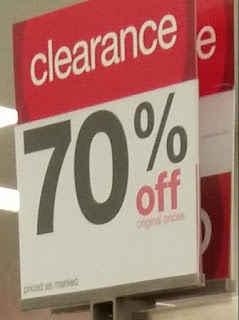 clearance
70%
off
original prices
priced as marked
e